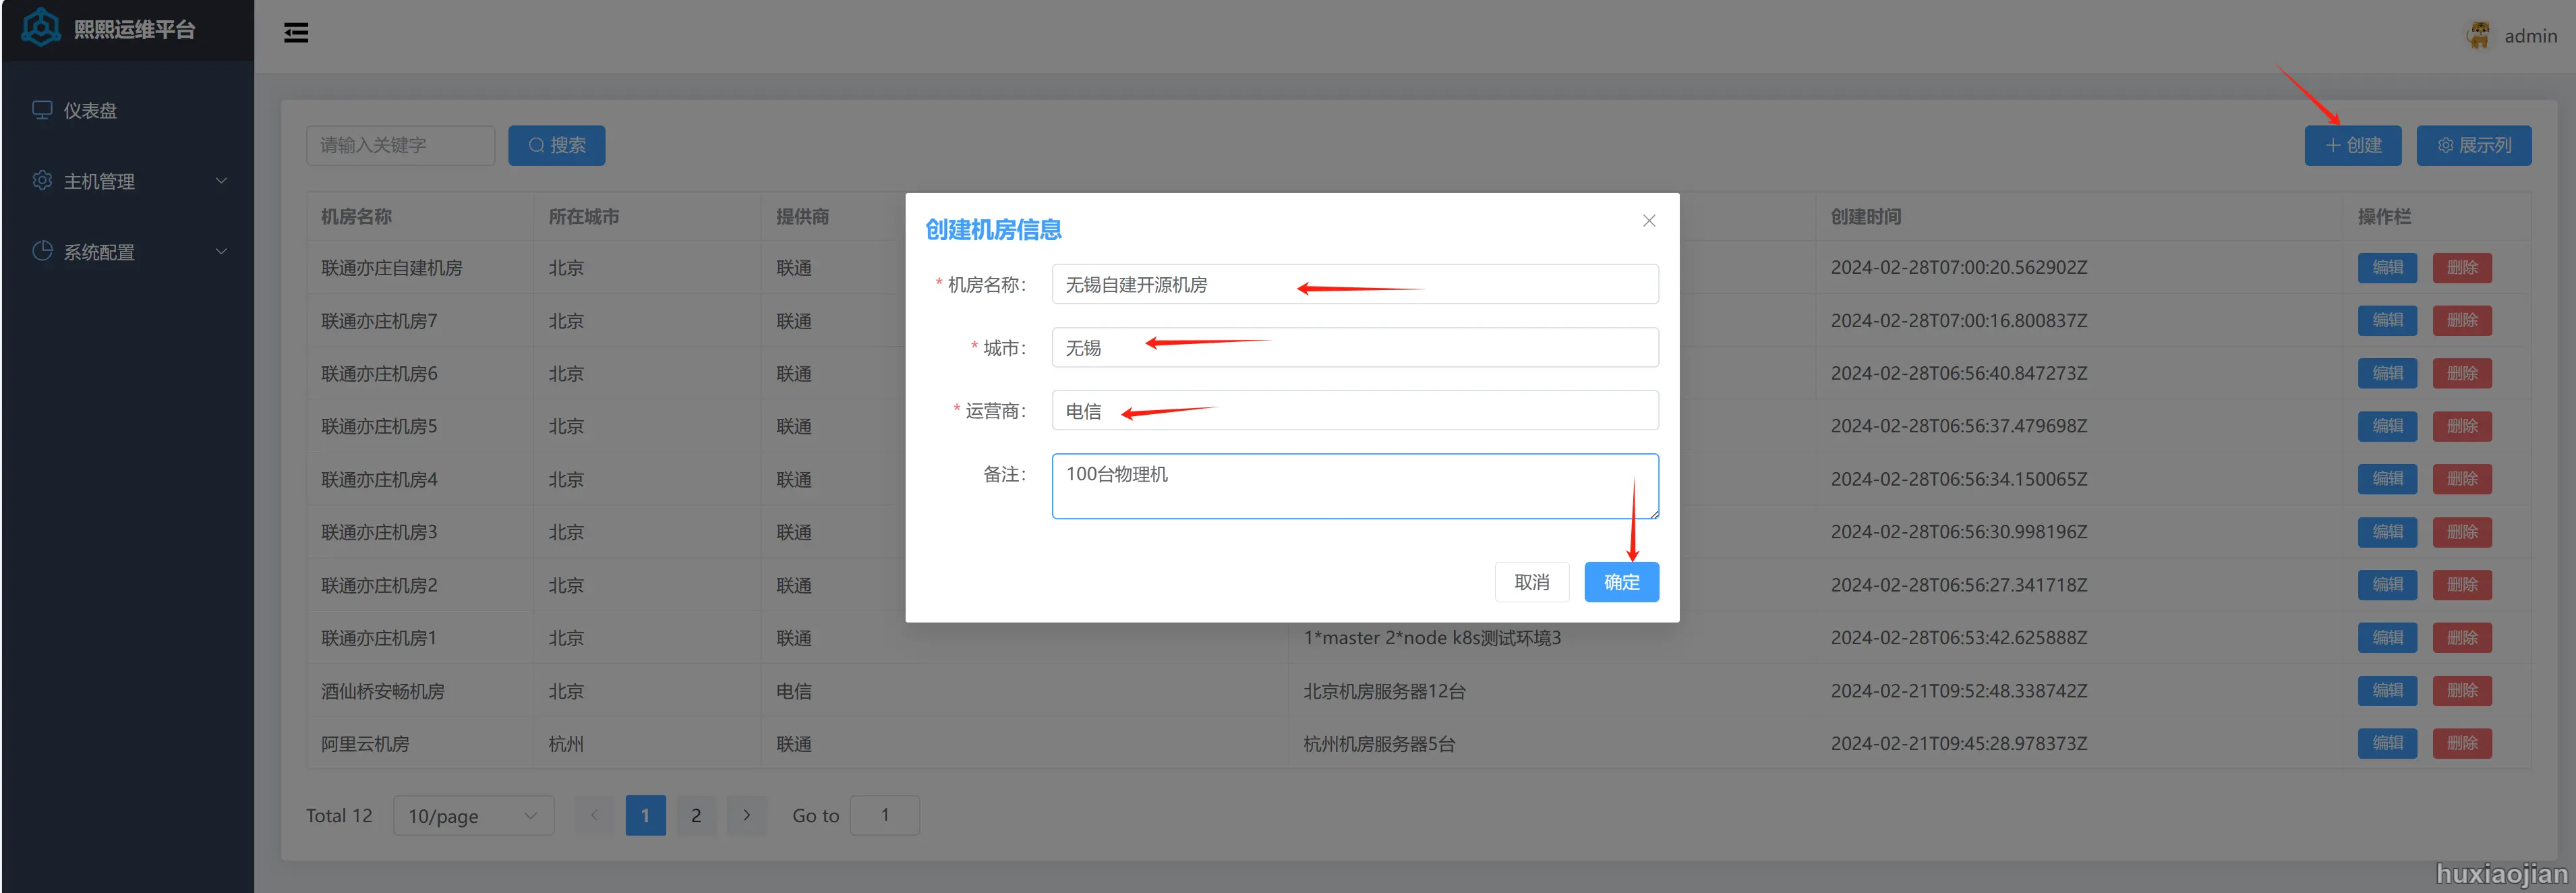 熙熙运维平台
admin
仪表盘
主机管理
系统配置
请输入关键字
搜索
创建
展示列
机房名称 所在城市 提供商 创建时间 操作栏
联通亦庄自建机房 北京 联通 2024-02-28T07:00:20.562902Z 编辑 删除
联通亦庄机房7 北京 联通 2024-02-28T07:00:16.800837Z 编辑 删除
联通亦庄机房6 北京 联通 2024-02-28T06:56:40.847273Z 编辑 删除
联通亦庄机房5 北京 联通 2024-02-28T06:56:37.479698Z 编辑 删除
联通亦庄机房4 北京 联通 2024-02-28T06:56:34.150065Z 编辑 删除
联通亦庄机房3 北京 联通 2024-02-28T06:56:30.998196Z 编辑 删除
联通亦庄机房2 北京 联通 2024-02-28T06:56:27.341718Z 编辑 删除
联通亦庄机房1 北京 联通 1*master 2*node k8s测试环境3 2024-02-28T06:53:42.625888Z 编辑 删除
酒仙桥安畅机房 北京 电信 北京机房服务器12台 2024-02-21T09:52:48.338742Z 编辑 删除
阿里云机房 杭州 联通 杭州机房服务器5台 2024-02-21T09:45:28.978373Z 编辑 删除
Total 12 10/page 1 2 Go to 1
创建机房信息
* 机房名称: 无锡自建开源机房
* 城市: 无锡
* 运营商: 电信
备注: 100台物理机
取消 确定
huxiaojian